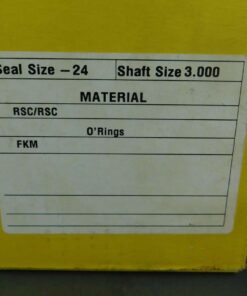 Seal Size -24 Shaft Size 3.000
MATERIAL
RSC/RSC
O'Rings
FKM